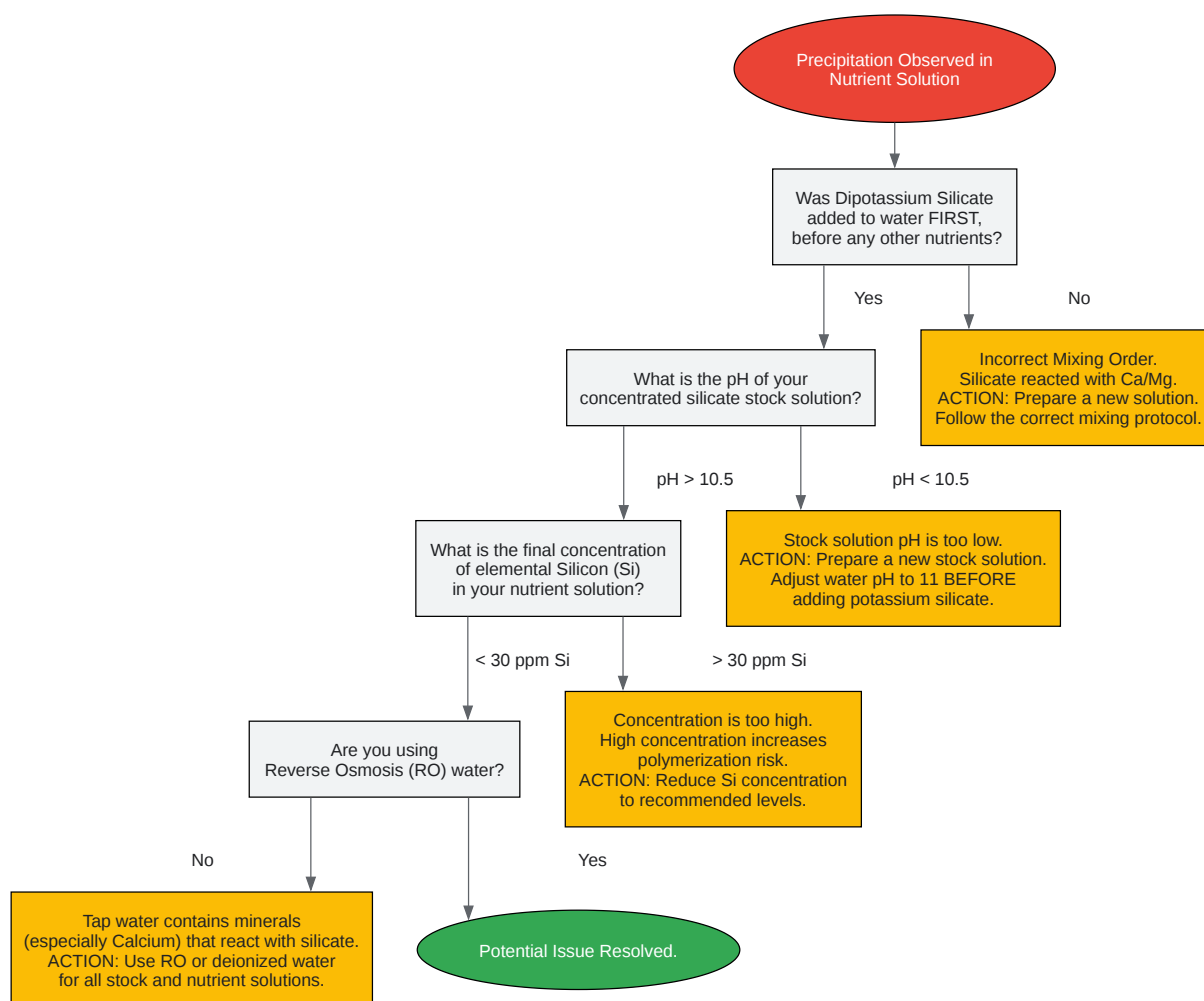 Precipitation Observed in
Nutrient Solution
Was Dipotassium Silicate
added to water FIRST,
before any other nutrients?
Yes
No
Incorrect Mixing Order.
Silicate reacted with Ca/Mg.
ACTION: Prepare a new solution.
Follow the correct mixing protocol.
What is the pH of your
concentrated silicate stock solution?
pH > 10.5
pH < 10.5
Stock solution pH is too low.
ACTION: Prepare a new stock solution.
Adjust water pH to 11 BEFORE
adding potassium silicate.
What is the final concentration
of elemental Silicon (Si)
in your nutrient solution?
< 30 ppm Si
> 30 ppm Si
Concentration is too high.
High concentration increases
polymerization risk.
ACTION: Reduce Si concentration
to recommended levels.
Are you using
Reverse Osmosis (RO) water?
No
Yes
Tap water contains minerals
(especially Calcium) that react with silicate.
ACTION: Use RO or deionized water
for all stock and nutrient solutions.
Potential Issue Resolved.